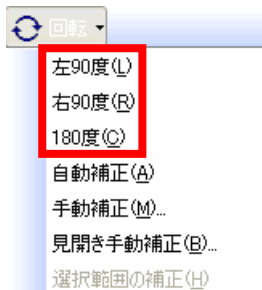 回転
左90度(L)
右90度(R)
180度(C)
自動補正(A)
手動補正(M)...
見開き手動補正(B)...
選択範囲の補正(H)